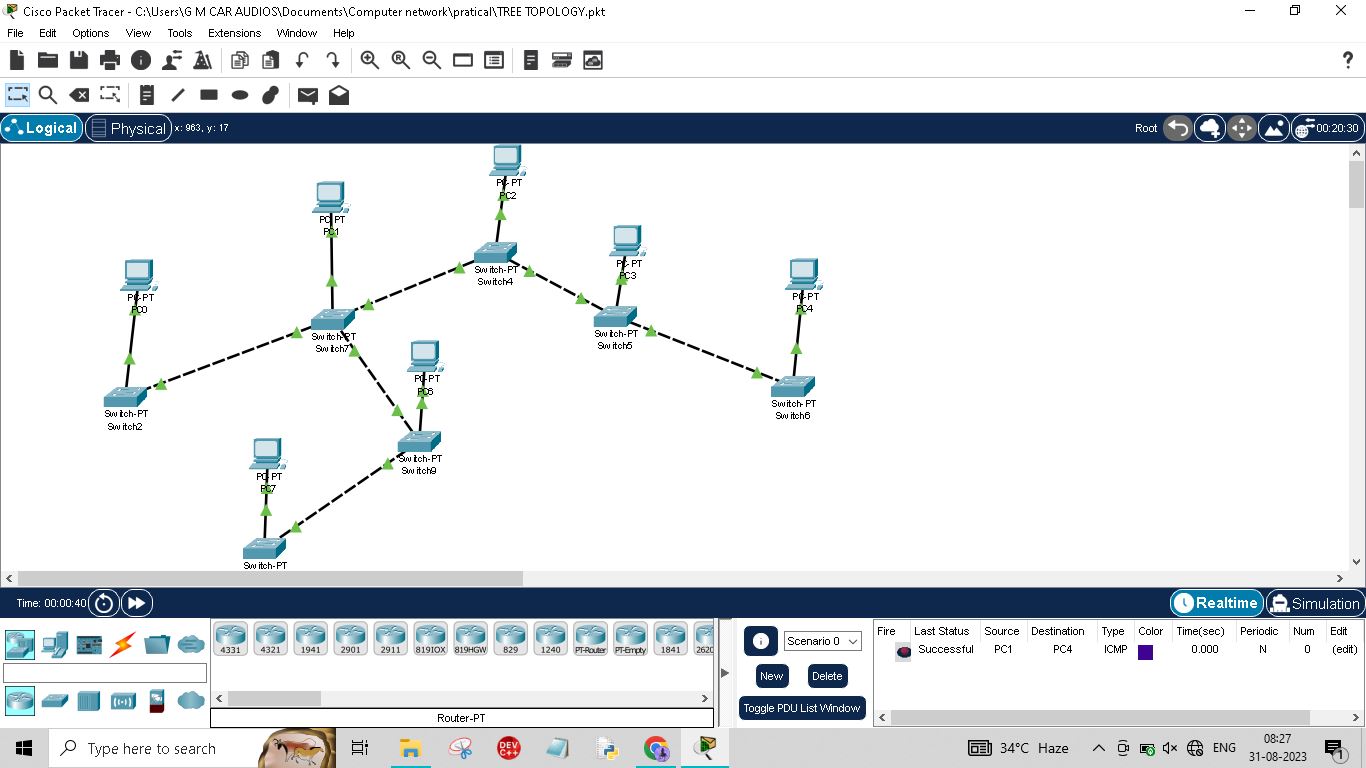 Cisco Packet Tracer - C:\Users\G M CAR AUDIOS\Documents\Computer network\pratical\TREE TOPOLOGY.pkt
File Edit Options View Tools Extensions Window Help
Logical Physical x: 963, y: 17 Root 00:20:30
PC-PT
PC2
PC-PT
PC1
Switch-PT
Switch4
PC-PT
PC3
PC-PT
PC0
PC-PT
PC4
Switch-PT
Switch7
Switch-PT
Switch5
PC-PT
PC6
Switch-PT
Switch2
Switch-PT
Switch6
Switch-PT
Switch9
PC-PT
PC7
Switch-PT
Time: 00:00:40 Realtime Simulation
4331 4321 1941 2901 2911 819IOX 819HGW 829 1240 PT-Router PT-Empty 1841 2620
Router-PT
Scenario 0
New Delete
Toggle PDU List Window
Fire Last Status Source Destination Type Color Time(sec) Periodic Num Edit
Successful PC1 PC4 ICMP 0.000 N 0 (edit)
Type here to search DEV C++ 34°C Haze ENG 08:27
31-08-2023 1